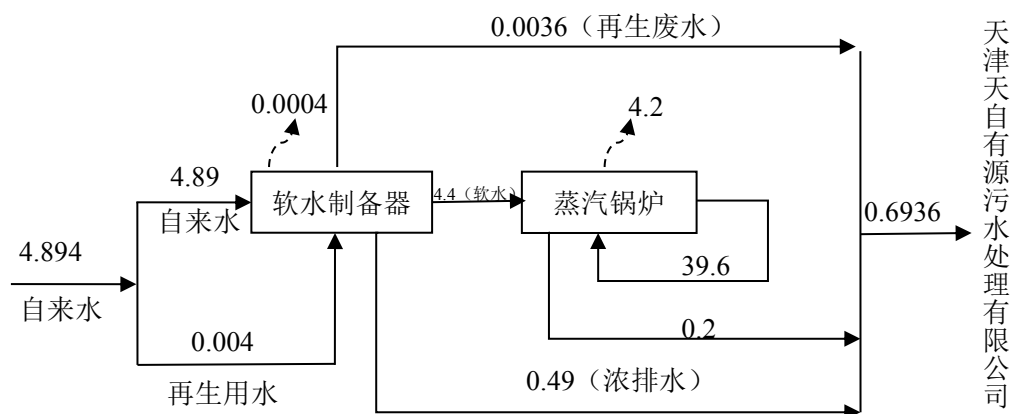 0.0036（再生废水）
0.0004
4.2
4.89
自来水
软水制备器
4.4（软水）
蒸汽锅炉
0.6936
天津天自有源污水处理有限公司
4.894
自来水
39.6
0.004
再生用水
0.2
0.49（浓排水）